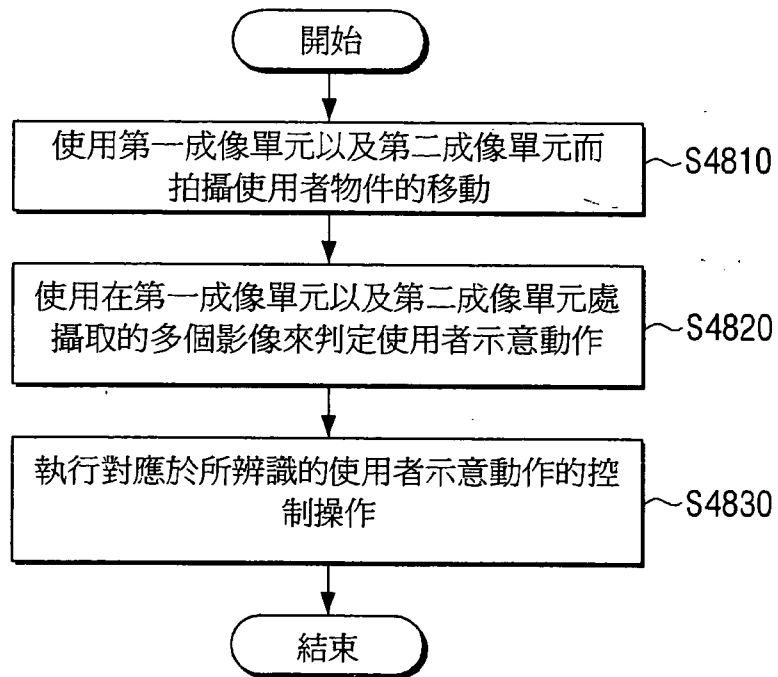 開始
使用第一成像單元以及第二成像單元而
拍攝使用者物件的移動
S4810
使用在第一成像單元以及第二成像單元處
攝取的多個影像來判定使用者示意動作
S4820
執行對應於所辨識的使用者示意動作的控
制操作
S4830
結束